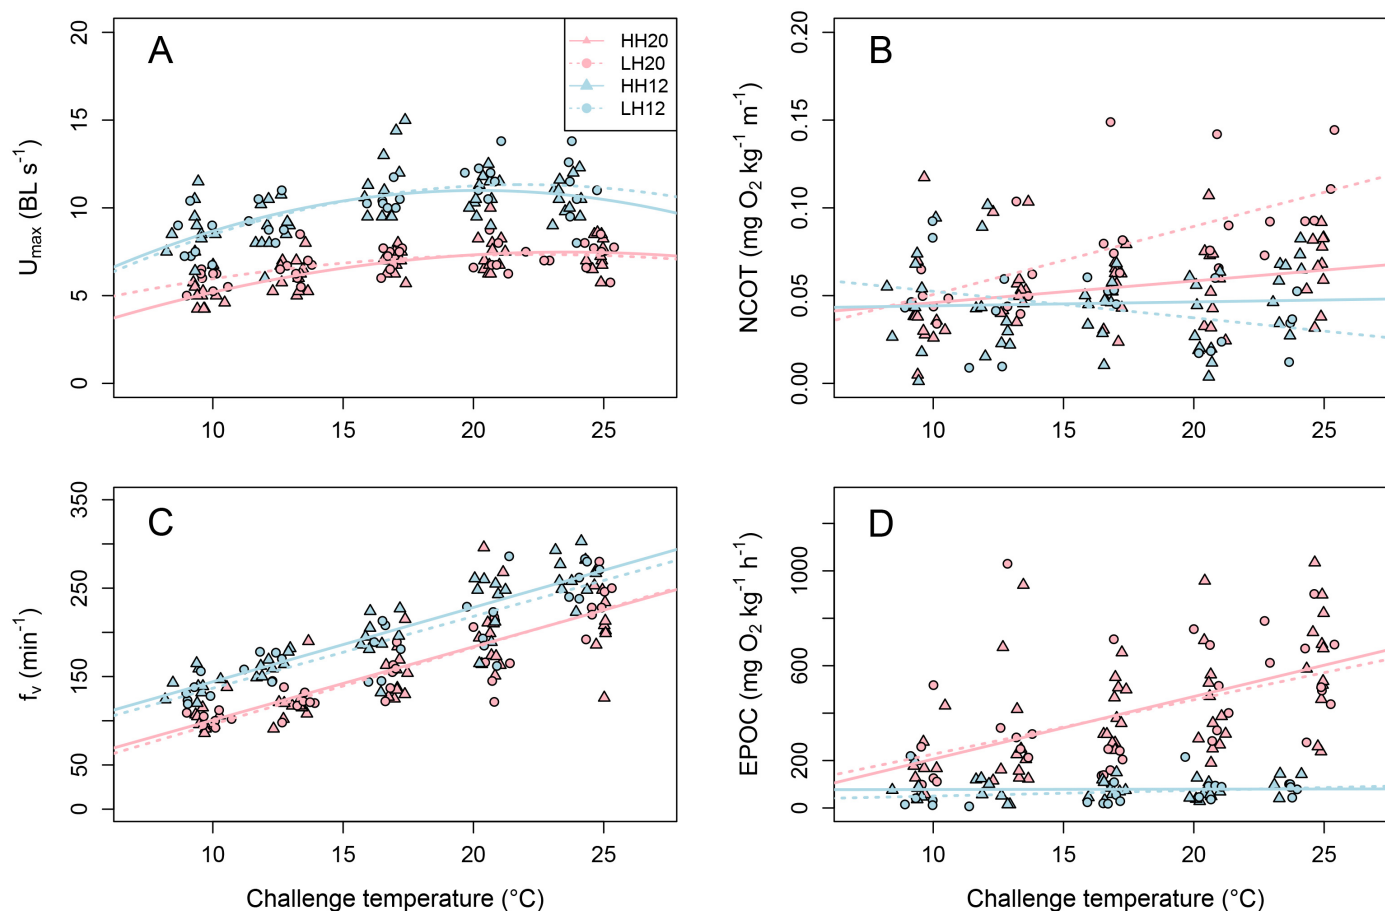 A
HH20
LH20
HH12
LH12
U_max (BL s⁻¹)
0
5
10
15
20
10
15
20
25
B
NCOT (mg O₂ kg⁻¹ m⁻¹)
0.00
0.05
0.10
0.15
0.20
10
15
20
25
C
f_v (min⁻¹)
0
50
150
250
350
10
15
20
25
Challenge temperature (°C)
D
EPOC (mg O₂ kg⁻¹ h⁻¹)
0
200
600
1000
10
15
20
25
Challenge temperature (°C)